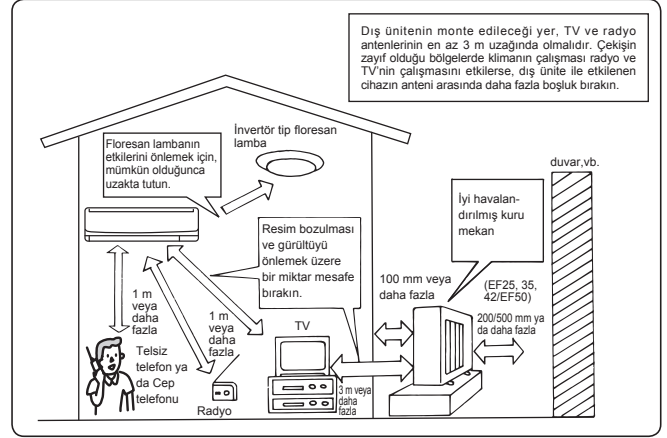 Dış ünitenin monte edileceği yer, TV ve radyo
antenlerinin en az 3 m uzağında olmalıdır. Çekişin
zayıf olduğu bölgelerde klimanın çalışması radyo ve
TV'nin çalışmasını etkilerse, dış ünite ile etkilenen
cihazın anteni arasında daha fazla boşluk bırakın.
İnvertör tip floresan
lamba
Floresan lambanın
etkilerini önlemek için,
mümkün olduğunca
uzakta tutun.
duvar,vb.
İyi havalan-
dırılmış kuru
mekan
Resim bozulması
ve gürültüyü
önlemek üzere
bir miktar mesafe
bırakın.
100 mm veya
daha fazla
(EF25, 35,
42/EF50)
200/500 mm ya
da daha fazla
1 m
veya
daha
fazla
1 m
veya
daha
fazla
TV
Telsiz
telefon ya
da Cep
telefonu
Radyo
3 m veya
daha
fazla